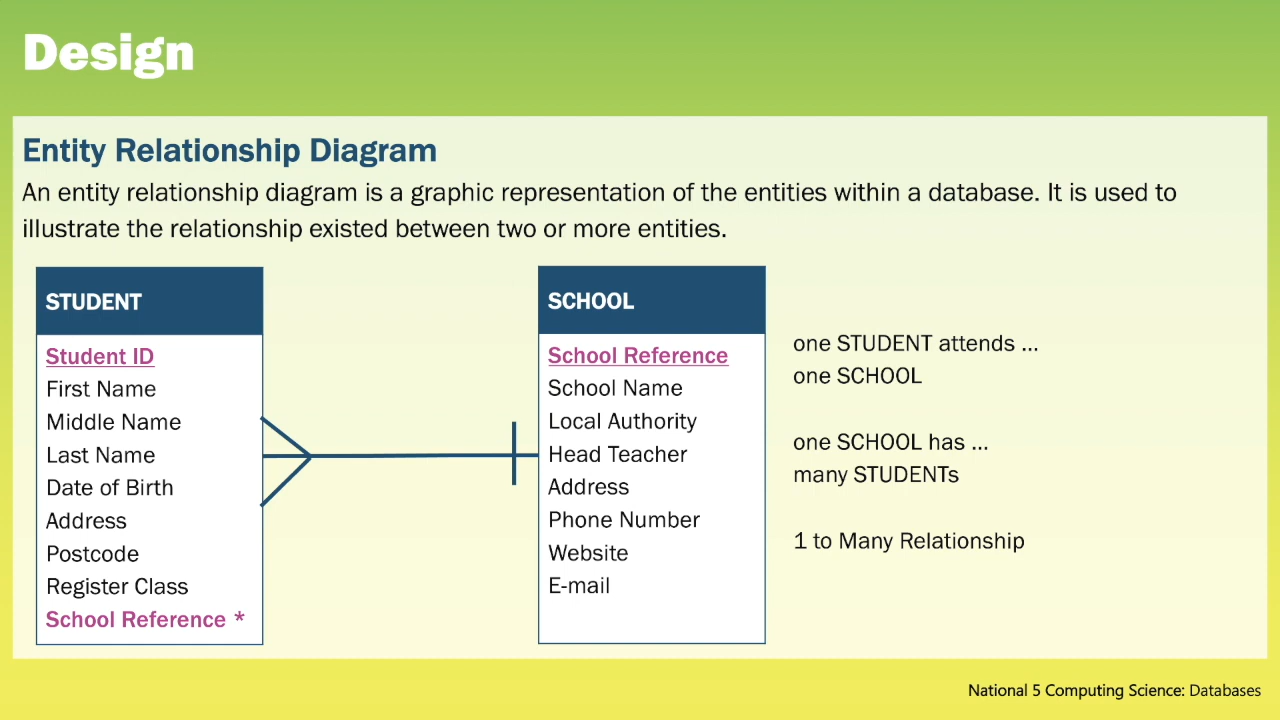 Design
Entity Relationship Diagram
An entity relationship diagram is a graphic representation of the entities within a database. It is used to
illustrate the relationship existed between two or more entities.
STUDENT
Student ID
First Name
Middle Name
Last Name
Date of Birth
Address
Postcode
Register Class
School Reference *
SCHOOL
School Reference
School Name
Local Authority
Head Teacher
Address
Phone Number
Website
E-mail
one STUDENT attends ...
one SCHOOL
one SCHOOL has ...
many STUDENTs
1 to Many Relationship
National 5 Computing Science: Databases